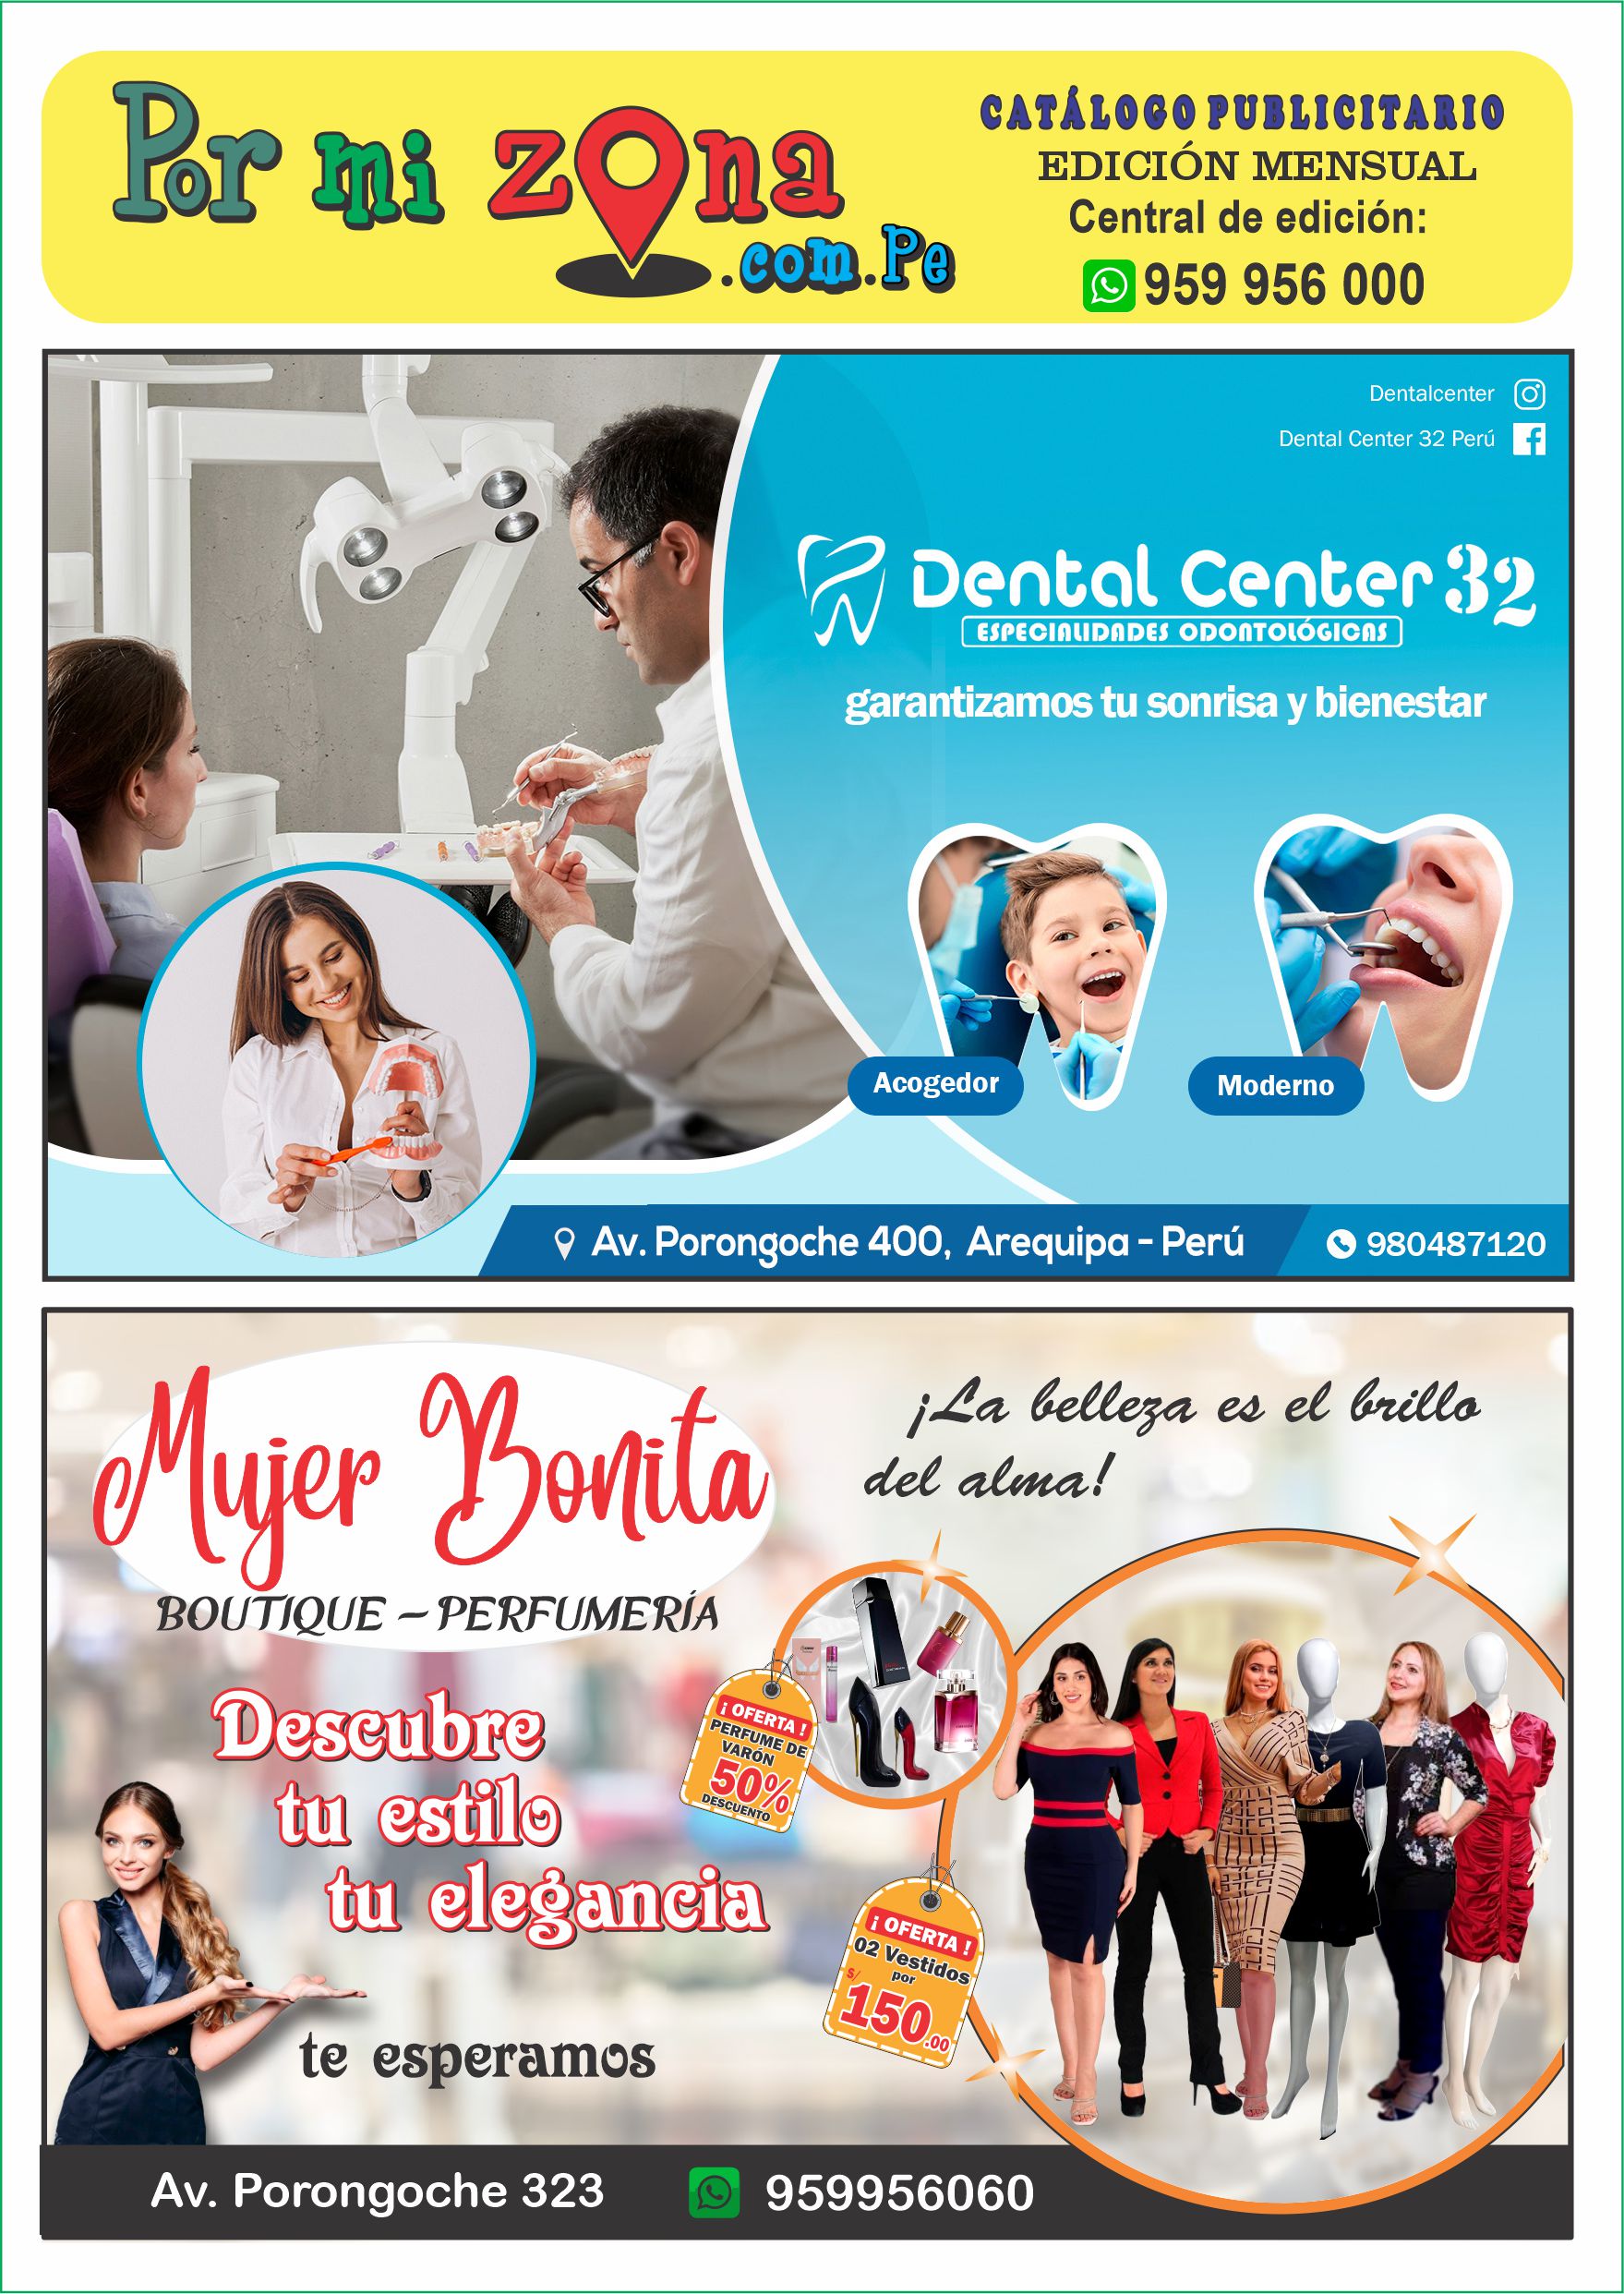 Por mi zona
.com.Pe
CATÁLOGO PUBLICITARIO
EDICIÓN MENSUAL
Central de edición:
959 956 000
Dentalcenter
Dental Center 32 Perú
Dental Center 32
ESPECIALIDADES ODONTOLÓGICAS
garantizamos tu sonrisa y bienestar
Acogedor
Moderno
Av. Porongoche 400, Arequipa - Perú
980487120
Mujer Bonita
BOUTIQUE - PERFUMERÍA
¡La belleza es el brillo
del alma!
Descubre
tu estilo
tu elegancia
te esperamos
¡ OFERTA !
PERFUME DE
VARÓN
50%
DESCUENTO
¡ OFERTA !
02 Vestidos
por
S/ 150.00
Av. Porongoche 323
959956060